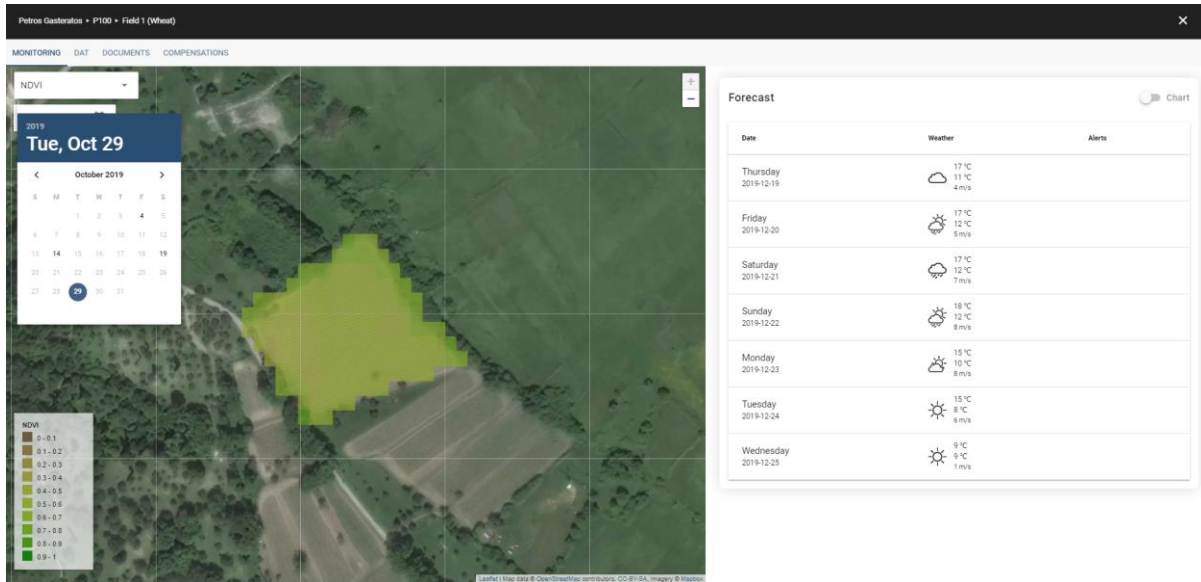 Petros Gasteratos • P100 • Field 1 (Wheat)
MONITORING DAT DOCUMENTS COMPENSATIONS
NDVI
2019
Tue, Oct 29
October 2019
S M T W T F S
1 2 3 4 5
6 7 8 9 10 11 12
13 14 15 16 17 18 19
20 21 22 23 24 25 26
27 28 29 30 31
NDVI
0 - 0.1
0.1 - 0.2
0.2 - 0.3
0.3 - 0.4
0.4 - 0.5
0.5 - 0.6
0.6 - 0.7
0.7 - 0.8
0.8 - 0.9
0.9 - 1
Leaflet | Map data © OpenStreetMap contributors, CC-BY-SA, Imagery © Mapbox
Forecast
Chart
Date Weather Alerts
Thursday
2019-12-19
17 °C
11 °C
4 m/s
Friday
2019-12-20
17 °C
12 °C
5 m/s
Saturday
2019-12-21
17 °C
12 °C
7 m/s
Sunday
2019-12-22
18 °C
12 °C
8 m/s
Monday
2019-12-23
15 °C
10 °C
8 m/s
Tuesday
2019-12-24
15 °C
8 °C
6 m/s
Wednesday
2019-12-25
9 °C
9 °C
1 m/s